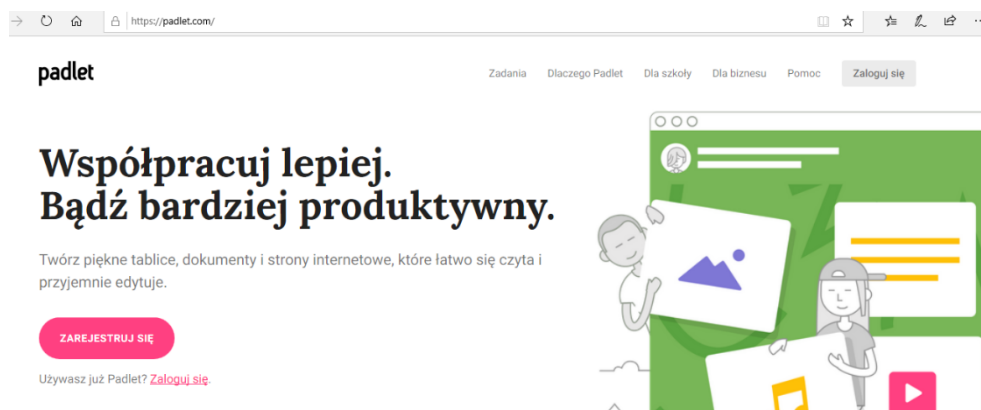 https://padlet.com/
padlet
Zadania Dlaczego Padlet Dla szkoły Dla biznesu Pomoc Zaloguj się
Współpracuj lepiej.
Bądź bardziej produktywny.
Twórz piękne tablice, dokumenty i strony internetowe, które łatwo się czyta i
przyjemnie edytuje.
ZAREJESTRUJ SIĘ
Używasz już Padlet? Zaloguj się.